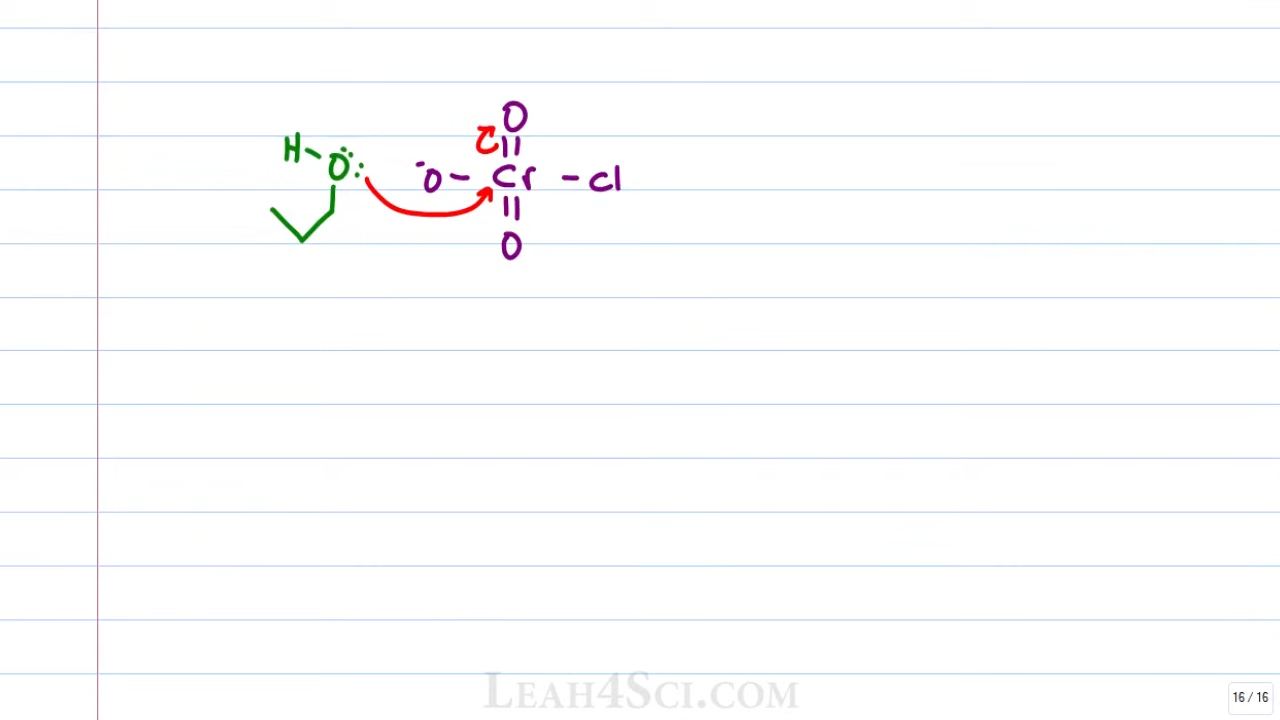 O
H-O: -O - Cr - Cl
O
LEAH4SCI.COM
16 / 16